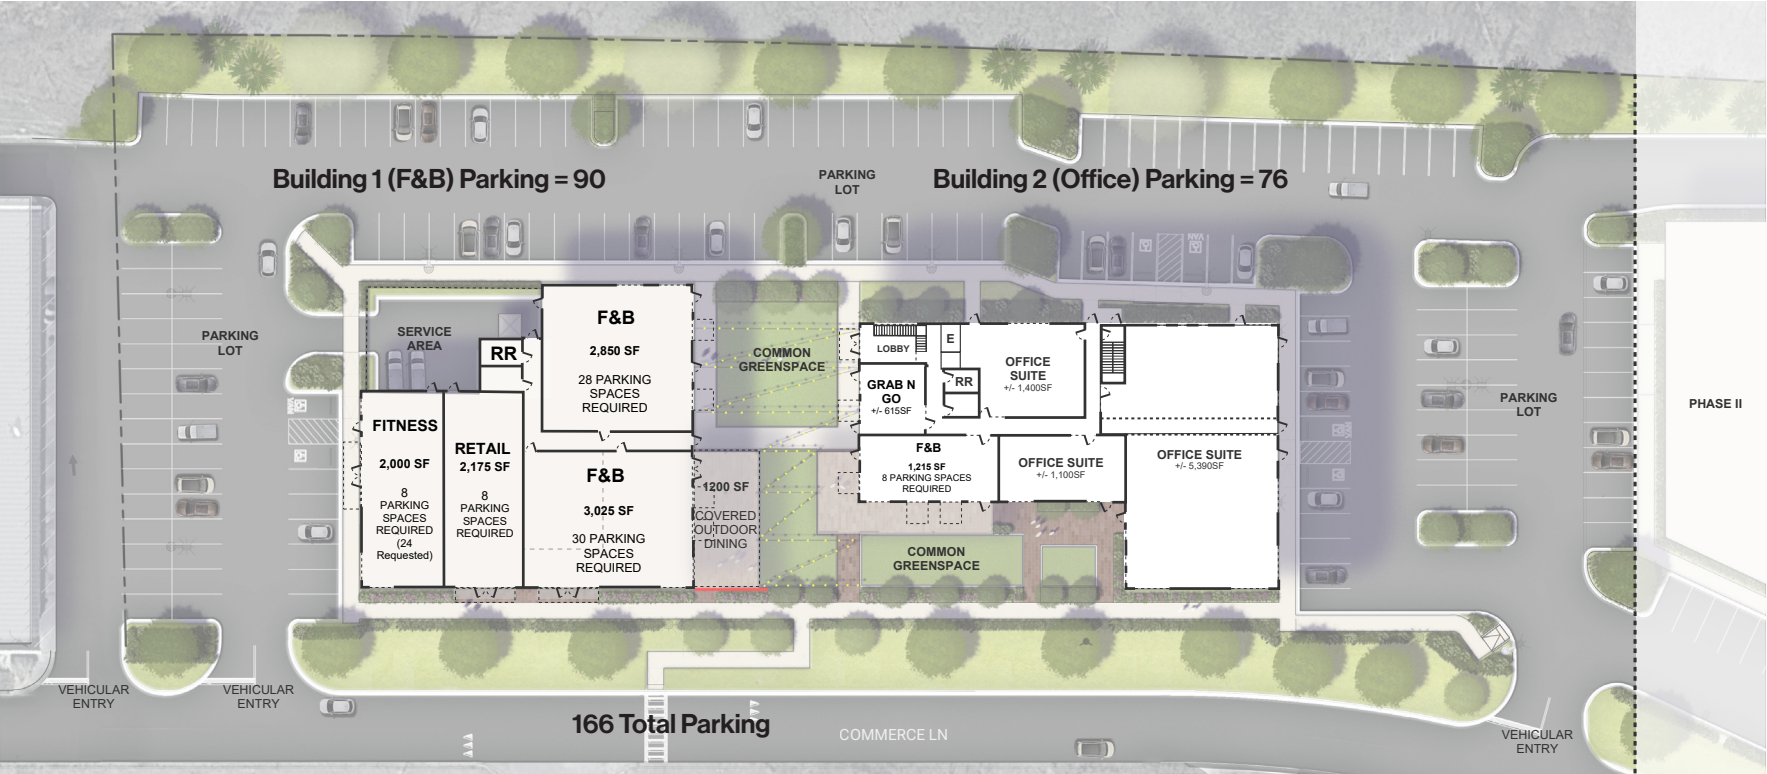 Building 1 (F&B) Parking = 90
PARKING
LOT
Building 2 (Office) Parking = 76
VAN
SERVICE
AREA
PARKING
LOT
RR
F&B
2,850 SF
28 PARKING
SPACES
REQUIRED
COMMON
GREENSPACE
LOBBY
E
OFFICE
SUITE
+/- 1,400SF
RR
GRAB N
GO
+/- 615SF
PARKING
LOT
PHASE II
FITNESS
2,000 SF
8
PARKING
SPACES
REQUIRED
(24
Requested)
RETAIL
2,175 SF
8
PARKING
SPACES
REQUIRED
F&B
3,025 SF
30 PARKING
SPACES
REQUIRED
1200 SF
COVERED
OUTDOOR
DINING
F&B
1,215 SF
8 PARKING SPACES
REQUIRED
OFFICE SUITE
+/- 1,100SF
OFFICE SUITE
+/- 5,390SF
COMMON
GREENSPACE
VEHICULAR
ENTRY
VEHICULAR
ENTRY
166 Total Parking
COMMERCE LN
VEHICULAR
ENTRY